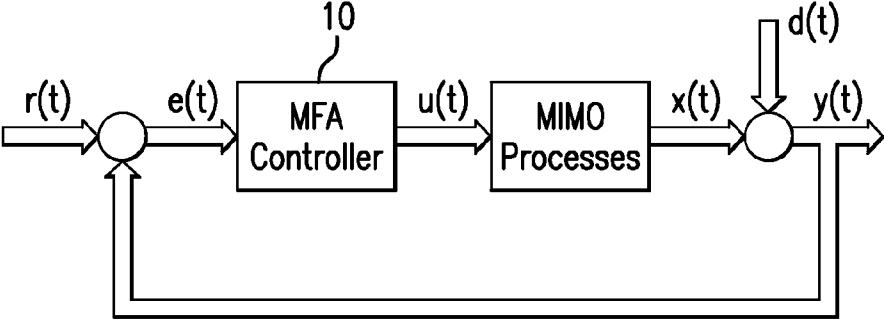 10
d(t)
r(t)
e(t)
MFA
Controller
u(t)
MIMO
Processes
x(t)
y(t)